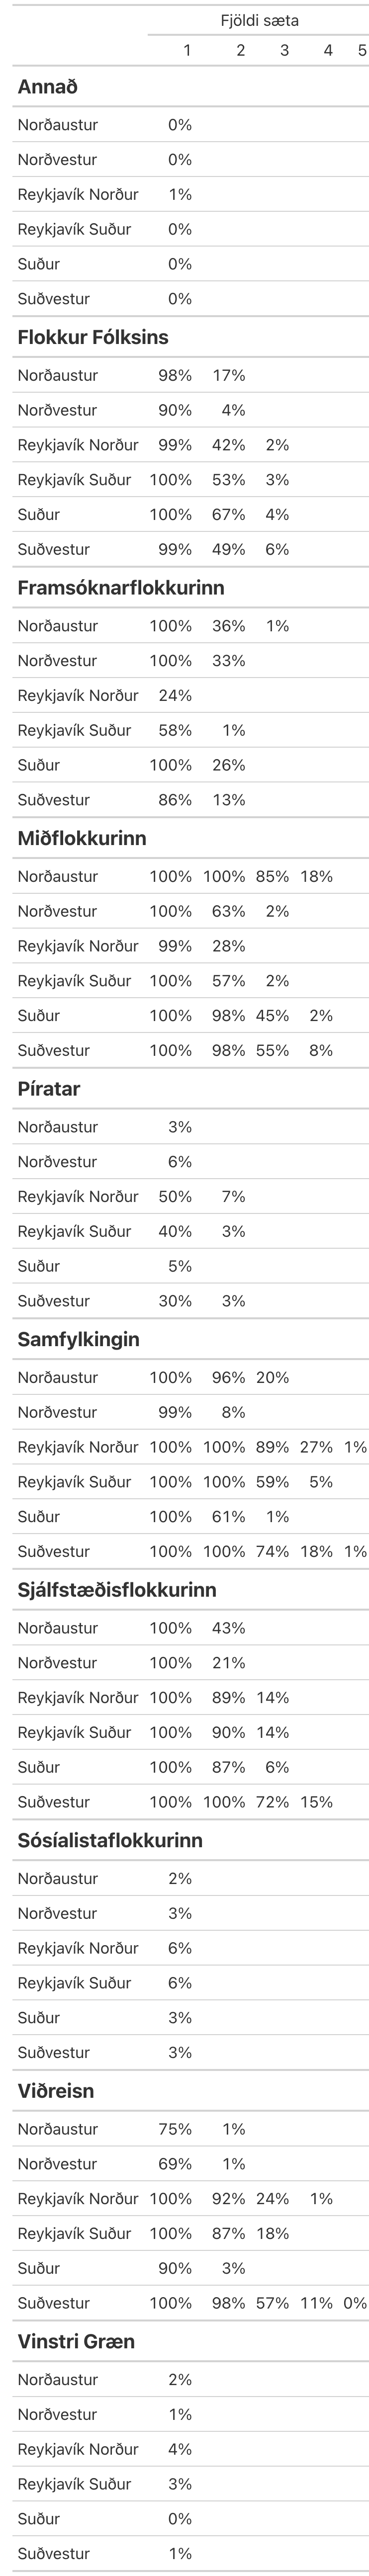 Fjöldi sæta
1 2 3 4 5
Annað
Norðaustur 0%
Norðvestur 0%
Reykjavík Norður 1%
Reykjavík Suður 0%
Suður 0%
Suðvestur 0%
Flokkur Fólksins
Norðaustur 98% 17%
Norðvestur 90% 4%
Reykjavík Norður 99% 42% 2%
Reykjavík Suður 100% 53% 3%
Suður 100% 67% 4%
Suðvestur 99% 49% 6%
Framsóknarflokkurinn
Norðaustur 100% 36% 1%
Norðvestur 100% 33%
Reykjavík Norður 24%
Reykjavík Suður 58% 1%
Suður 100% 26%
Suðvestur 86% 13%
Miðflokkurinn
Norðaustur 100% 100% 85% 18%
Norðvestur 100% 63% 2%
Reykjavík Norður 99% 28%
Reykjavík Suður 100% 57% 2%
Suður 100% 98% 45% 2%
Suðvestur 100% 98% 55% 8%
Píratar
Norðaustur 3%
Norðvestur 6%
Reykjavík Norður 50% 7%
Reykjavík Suður 40% 3%
Suður 5%
Suðvestur 30% 3%
Samfylkingin
Norðaustur 100% 96% 20%
Norðvestur 99% 8%
Reykjavík Norður 100% 100% 89% 27% 1%
Reykjavík Suður 100% 100% 59% 5%
Suður 100% 61% 1%
Suðvestur 100% 100% 74% 18% 1%
Sjálfstæðisflokkurinn
Norðaustur 100% 43%
Norðvestur 100% 21%
Reykjavík Norður 100% 89% 14%
Reykjavík Suður 100% 90% 14%
Suður 100% 87% 6%
Suðvestur 100% 100% 72% 15%
Sósíalistaflokkurinn
Norðaustur 2%
Norðvestur 3%
Reykjavík Norður 6%
Reykjavík Suður 6%
Suður 3%
Suðvestur 3%
Viðreisn
Norðaustur 75% 1%
Norðvestur 69% 1%
Reykjavík Norður 100% 92% 24% 1%
Reykjavík Suður 100% 87% 18%
Suður 90% 3%
Suðvestur 100% 98% 57% 11% 0%
Vinstri Græn
Norðaustur 2%
Norðvestur 1%
Reykjavík Norður 4%
Reykjavík Suður 3%
Suður 0%
Suðvestur 1%